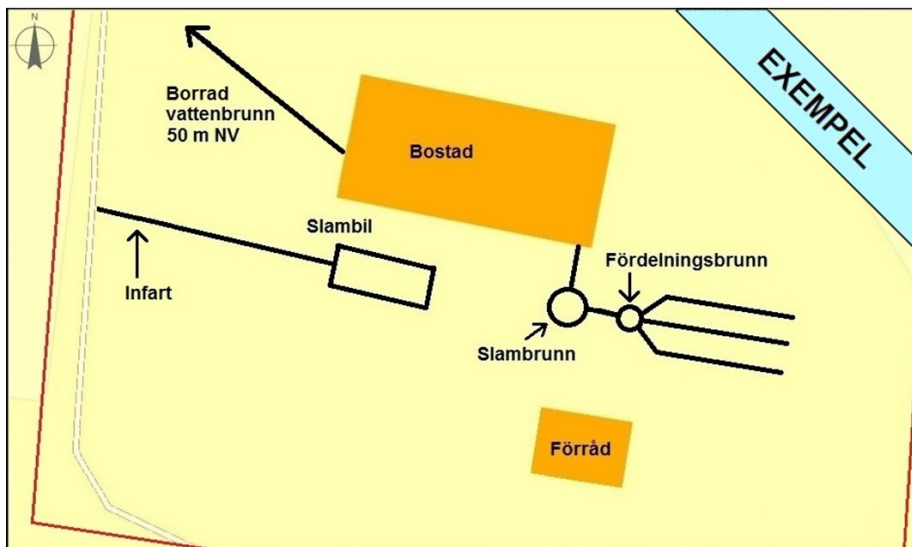 N
EXEMPEL
Borrad
vattenbrunn
50 m NV
Bostad
Slambil
Infart
Fördelningsbrunn
Slambrunn
Förråd